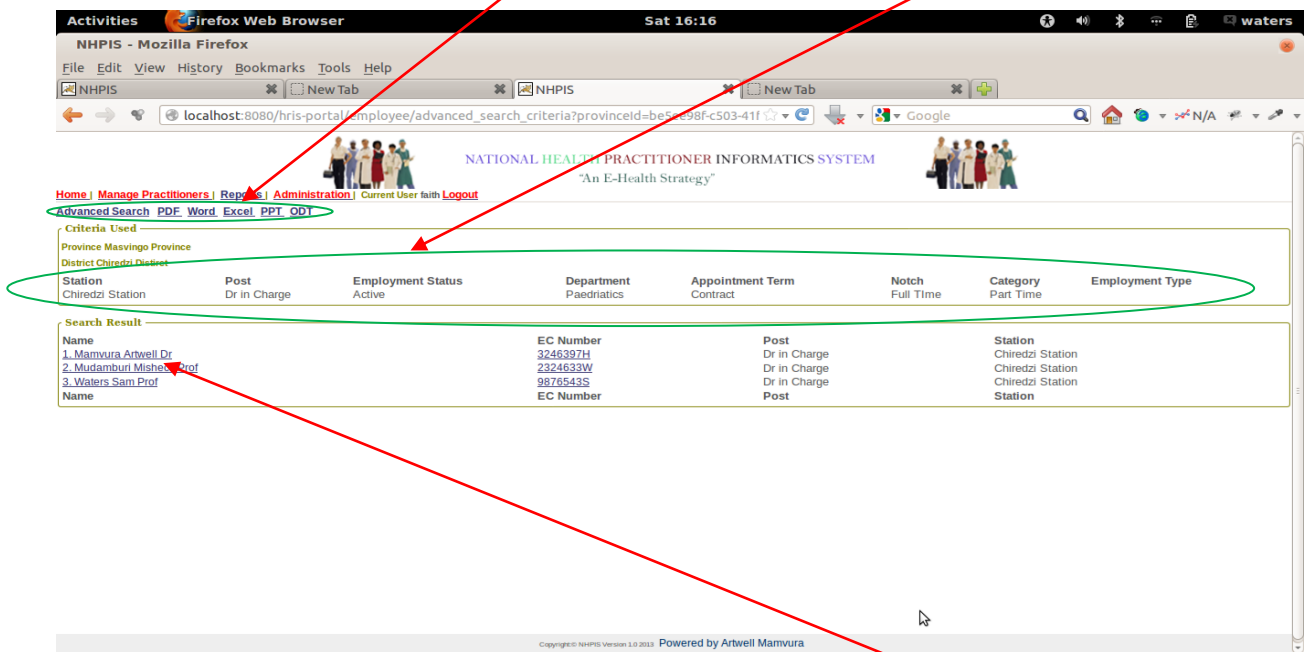 Activities Firefox Web Browser Sat 16:16 waters
NHPIS - Mozilla Firefox
File Edit View History Bookmarks Tools Help
NHPIS New Tab NHPIS New Tab
localhost:8080/hris-portal/employee/advanced_search_criteria?provinceId=be5ce98f-c503-41f Google N/A
NATIONAL HEALTH PRACTITIONER INFORMATICS SYSTEM
"An E-Health Strategy"
Home | Manage Practitioners | Reports | Administration | Current User faith Logout
Advanced Search PDF Word Excel PPT ODT
Criteria Used
Province Masvingo Province
District Chiredzi Distiret
Station Post Employment Status Department Appointment Term Notch Category Employment Type
Chiredzi Station Dr in Charge Active Paedriatics Contract Full TIme Part Time
Search Result
Name EC Number Post Station
1. Mamvura Artwell Dr 3246397H Dr in Charge Chiredzi Station
2. Mudamburi Misheck Prof 2324633W Dr in Charge Chiredzi Station
3. Waters Sam Prof 9876543S Dr in Charge Chiredzi Station
Name EC Number Post Station
Copyright© NHPIS Version 1.0 2013 Powered by Artwell Mamvura